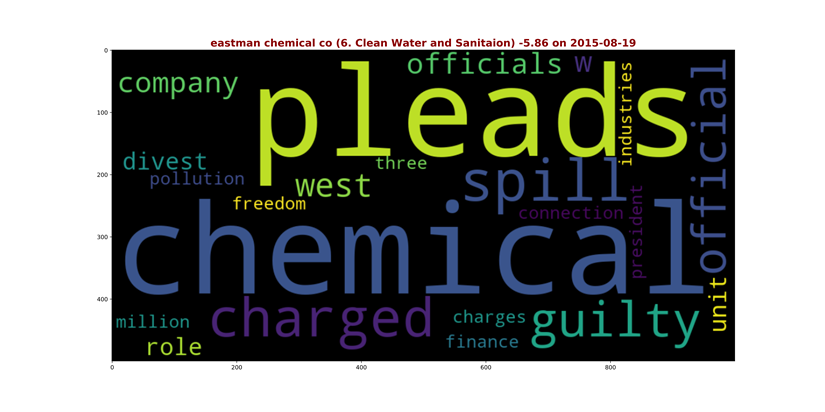 eastman chemical co (6. Clean Water and Sanitaion) -5.86 on 2015-08-19
0
100
200
300
400
0
200
400
600
800
officials
W
company
pleads
industries
official
divest
three
pollution
west
spill
freedom
connection
president
chemical
unit
charged
million
charges
guilty
role
finance